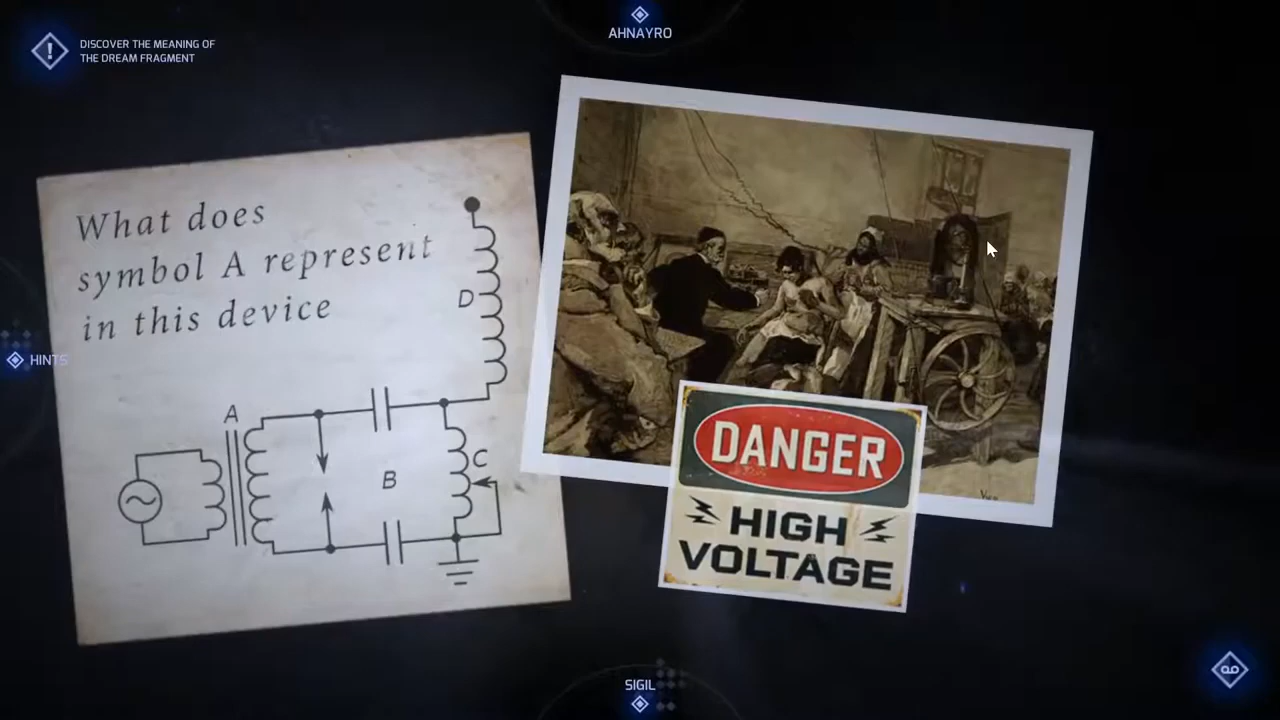 DISCOVER THE MEANING OF
THE DREAM FRAGMENT
AHNAYRO
What does
symbol A represent
in this device
D
A
C
B
HINTS
DANGER
HIGH
VOLTAGE
SIGIL